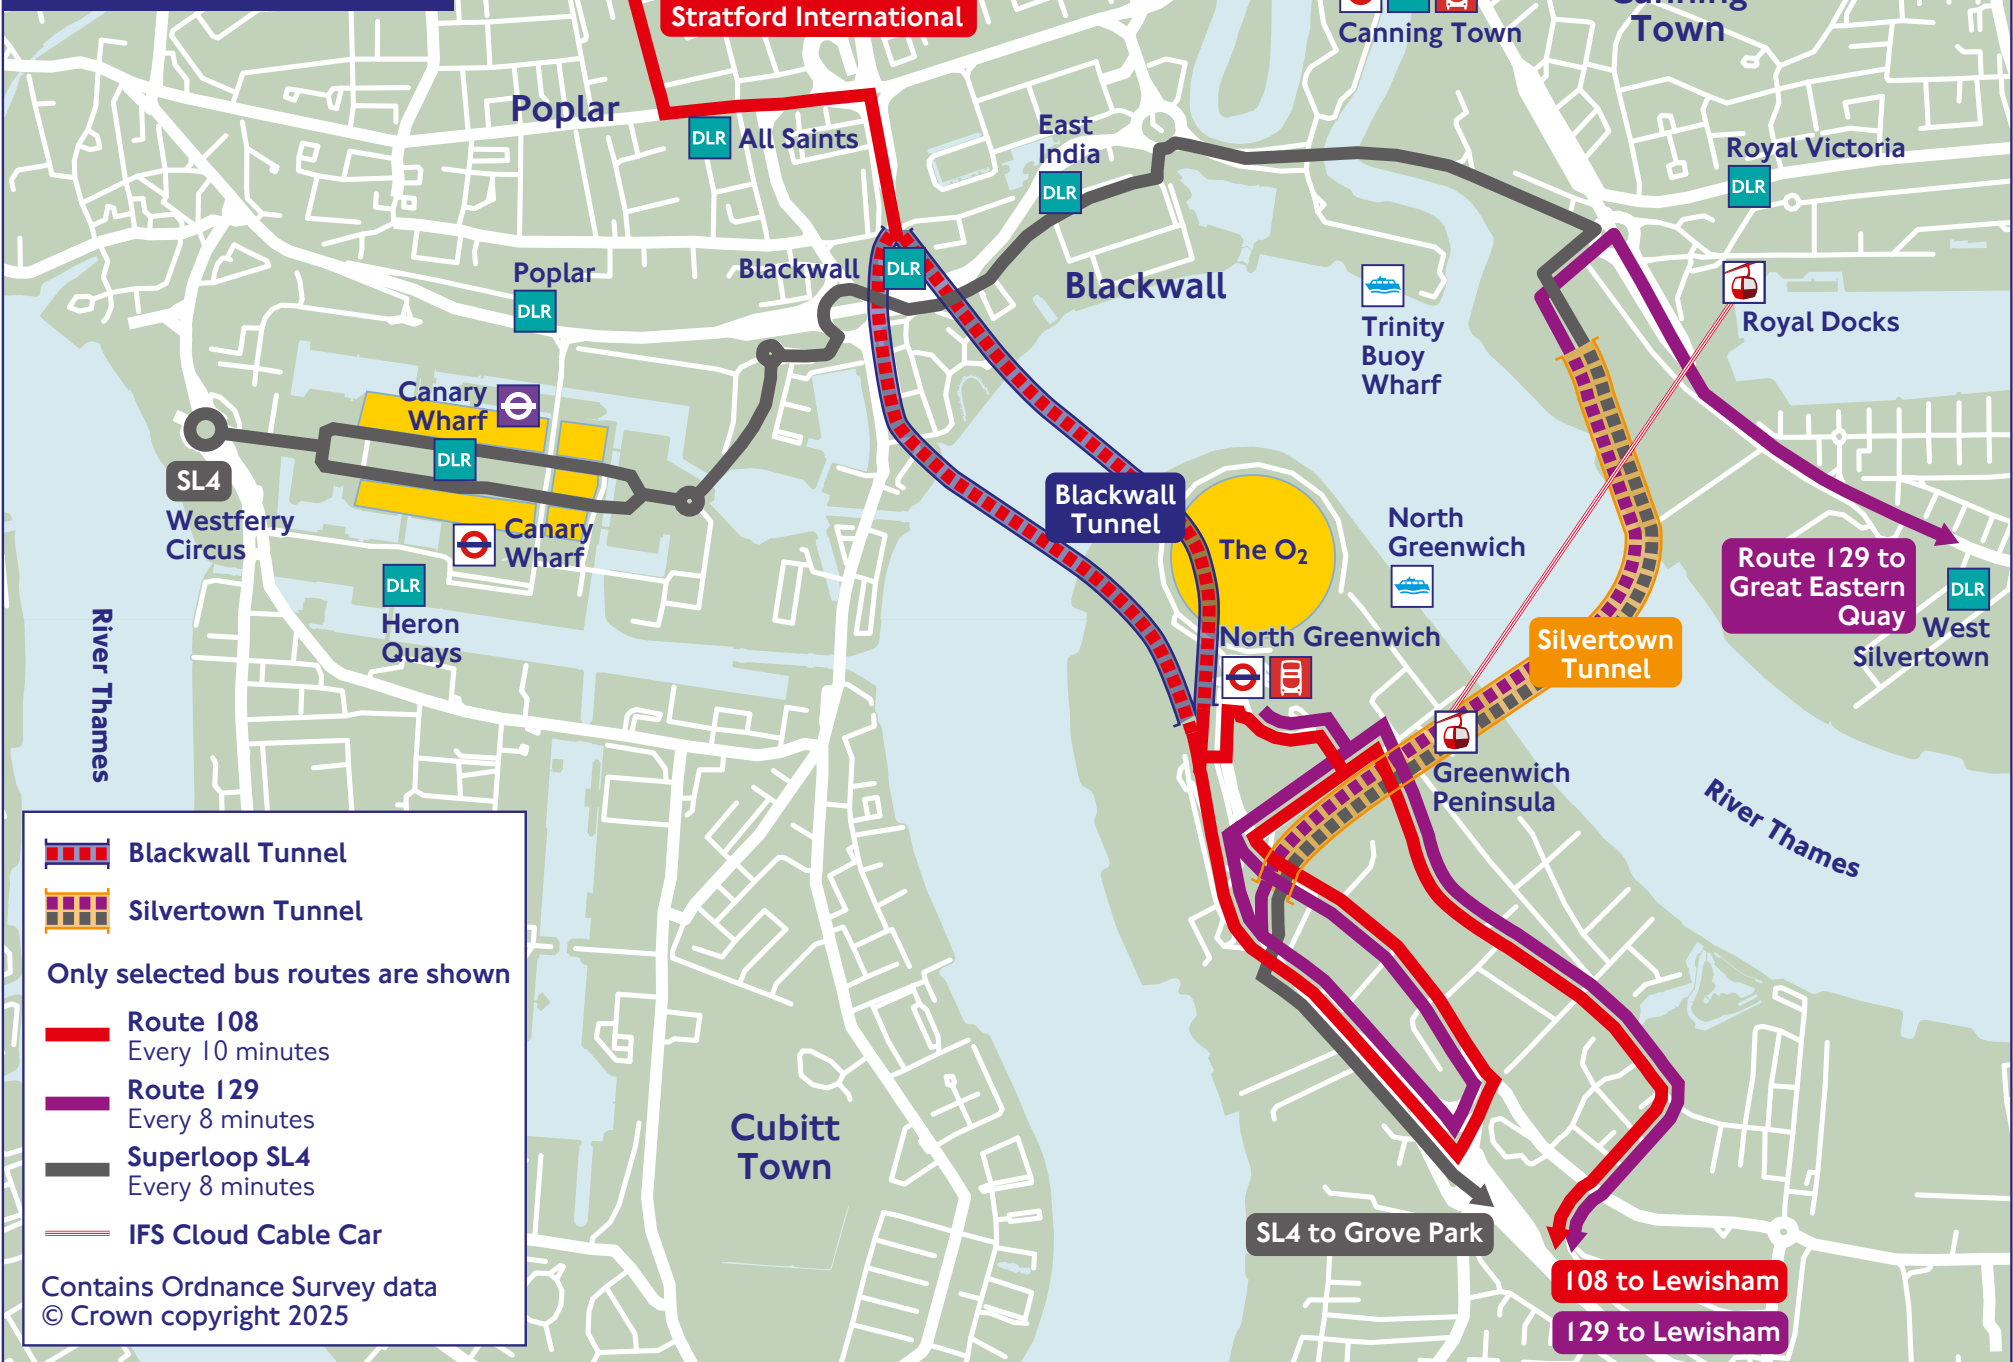 Stratford International
Canning Town
Canning
Town
Poplar
DLR
All Saints
East
India
DLR
Royal Victoria
DLR
Poplar
DLR
Blackwall
DLR
Blackwall
Trinity
Buoy
Wharf
Royal Docks
Canary
Wharf
DLR
SL4
Westferry
Circus
Canary
Wharf
DLR
Heron
Quays
River Thames
Blackwall
Tunnel
The O2
North
Greenwich
North Greenwich
Silvertown
Tunnel
Route 129 to
Great Eastern
Quay
DLR
West
Silvertown
Greenwich
Peninsula
River Thames
Blackwall Tunnel
Silvertown Tunnel
Only selected bus routes are shown
Route 108
Every 10 minutes
Route 129
Every 8 minutes
Superloop SL4
Every 8 minutes
IFS Cloud Cable Car
Contains Ordnance Survey data
© Crown copyright 2025
Cubitt
Town
SL4 to Grove Park
108 to Lewisham
129 to Lewisham